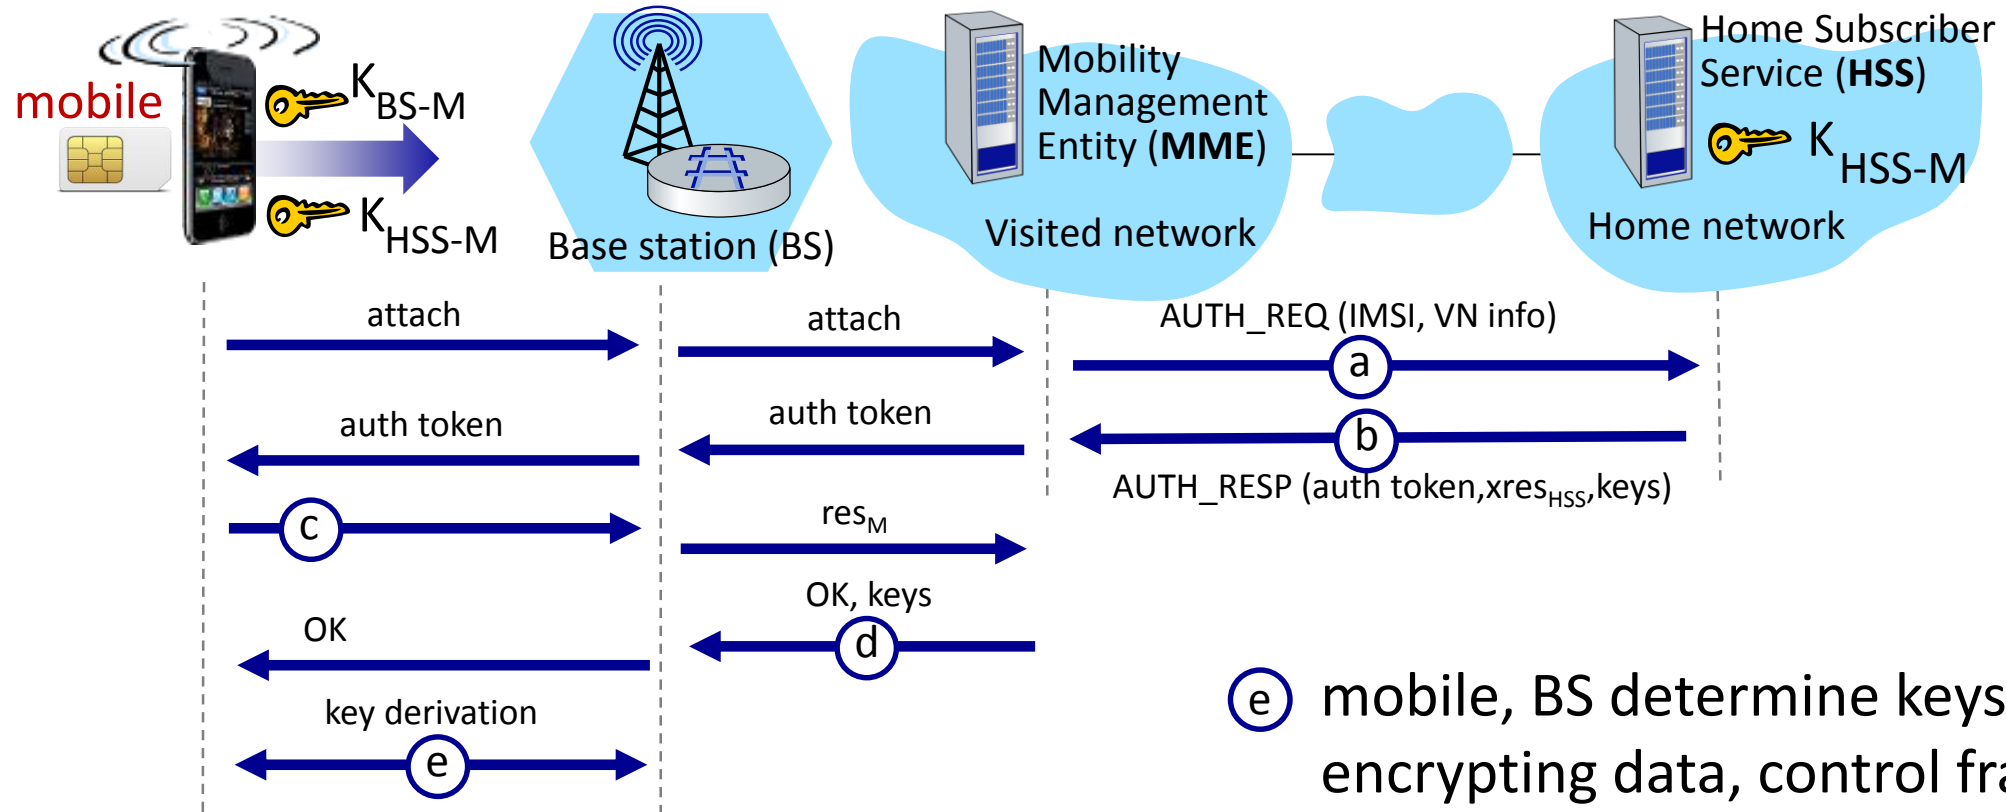 mobile
K BS-M
K HSS-M
Base station (BS)
Mobility
Management
Entity (MME)
Visited network
Home Subscriber
Service (HSS)
K HSS-M
Home network
attach
attach
AUTH_REQ (IMSI, VN info)
a
auth token
auth token
b
AUTH_RESP (auth token,xresHSS,keys)
c
resM
OK, keys
d
OK
key derivation
e
e mobile, BS determine keys
encrypting data, control fra